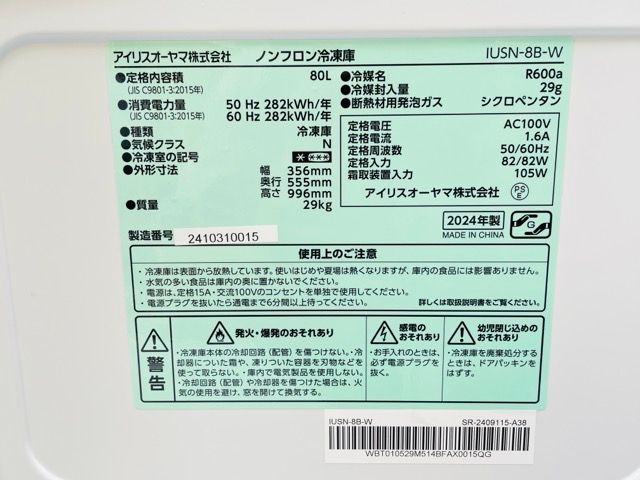 アイリスオーヤマ株式会社 ノンフロン冷凍庫 IUSN-8B-W
●定格内容積 80L
(JIS C9801-3:2015年)
●消費電力量 50 Hz 282kWh/年
(JIS C9801-3:2015年) 60 Hz 282kWh/年
●種類 冷凍庫
●気候クラス N
●冷凍室の記号 * ***
●外形寸法 幅 356mm
奥行 555mm
高さ 996mm
●質量 29kg
●冷媒名 R600a
●冷媒封入量 29g
●断熱材用発泡ガス シクロペンタン
定格電圧 AC100V
定格電流 1.6A
定格周波数 50/60Hz
定格入力 82/82W
霜取装置入力 105W
アイリスオーヤマ株式会社 PSE
製造番号 2410310015
2024年製
MADE IN CHINA
G
使用上のご注意
・冷凍庫は表面から放熱しています。使いはじめや夏場は熱くなりますが、庫内の食品には影響ありません。
・水気の多い食品は庫内の奥に置かないでください。
・電源は、定格15A・交流100Vのコンセントを単独で使用してください。
・電源プラグを抜いたら通電まで6分間以上待ってください。 詳しくは取扱説明書をご覧ください。
警告
発火・爆発のおそれあり
・冷凍庫本体の冷却回路(配管)を傷つけない。・冷
却器についた霜や、凍りついた容器を刃物などを
使って取らない。・庫内で電気製品を使用しない。
・冷却回路(配管)や冷却器を傷つけた場合は、火
気の使用を避け、窓を開けて換気する。
感電の
おそれあり
・お手入れのときは、
必ず電源プラグを
抜く。
幼児閉じ込めの
おそれあり
・冷凍庫を廃棄処分す
るときは、ドアパッキン
をはずす。
IUSN-8B-W SR-2409115-A38
WBT010529M514BFAX0015QG